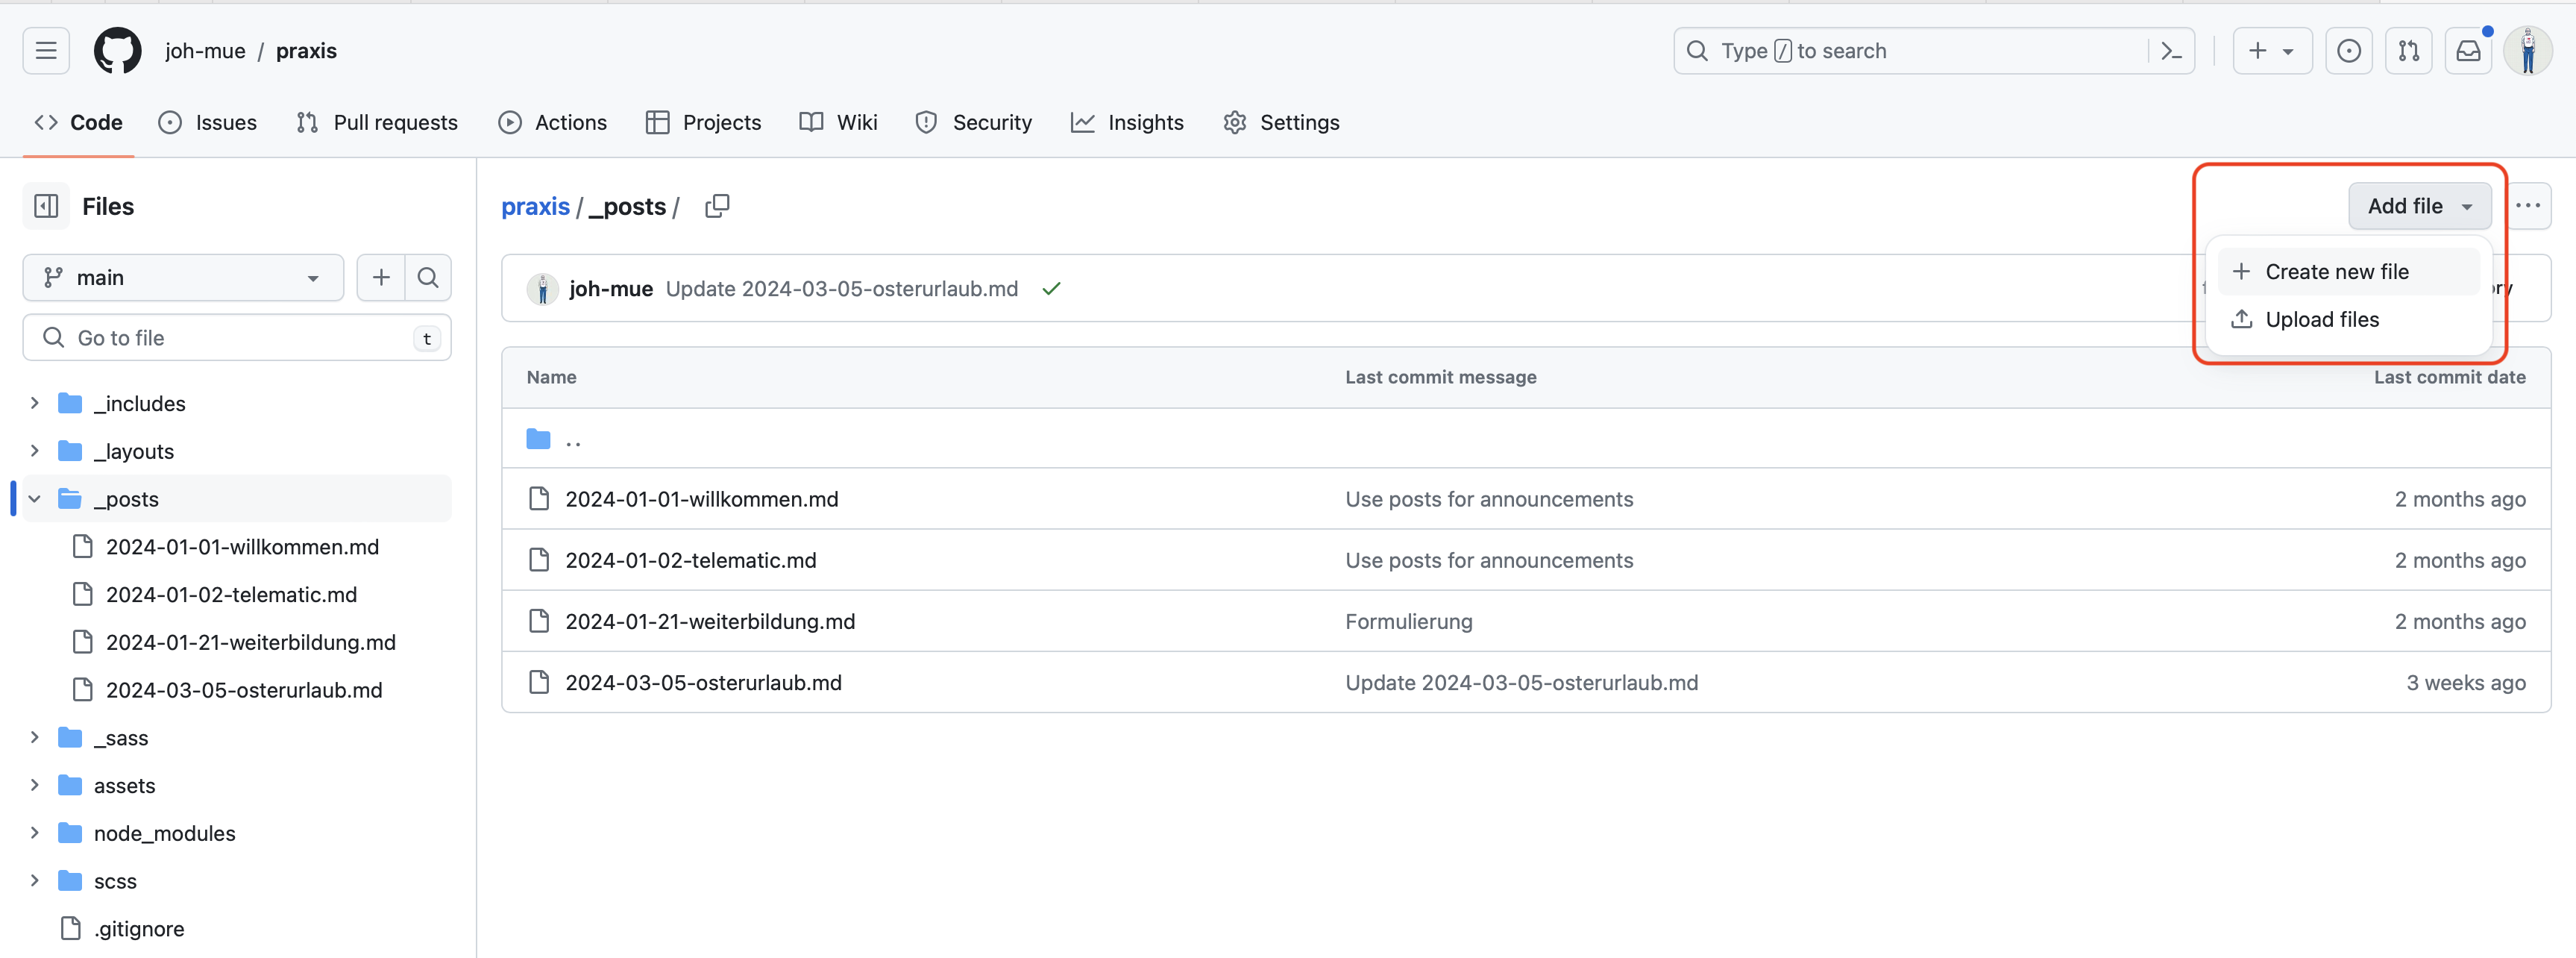 joh-mue / praxis
Type / to search
Code
Issues
Pull requests
Actions
Projects
Wiki
Security
Insights
Settings
Files
main
Go to file
t
_includes
_layouts
_posts
2024-01-01-willkommen.md
2024-01-02-telematic.md
2024-01-21-weiterbildung.md
2024-03-05-osterurlaub.md
_sass
assets
node_modules
scss
.gitignore
praxis / _posts /
Add file
Create new file
Upload files
joh-mue Update 2024-03-05-osterurlaub.md
Name Last commit message Last commit date
..
2024-01-01-willkommen.md Use posts for announcements 2 months ago
2024-01-02-telematic.md Use posts for announcements 2 months ago
2024-01-21-weiterbildung.md Formulierung 2 months ago
2024-03-05-osterurlaub.md Update 2024-03-05-osterurlaub.md 3 weeks ago